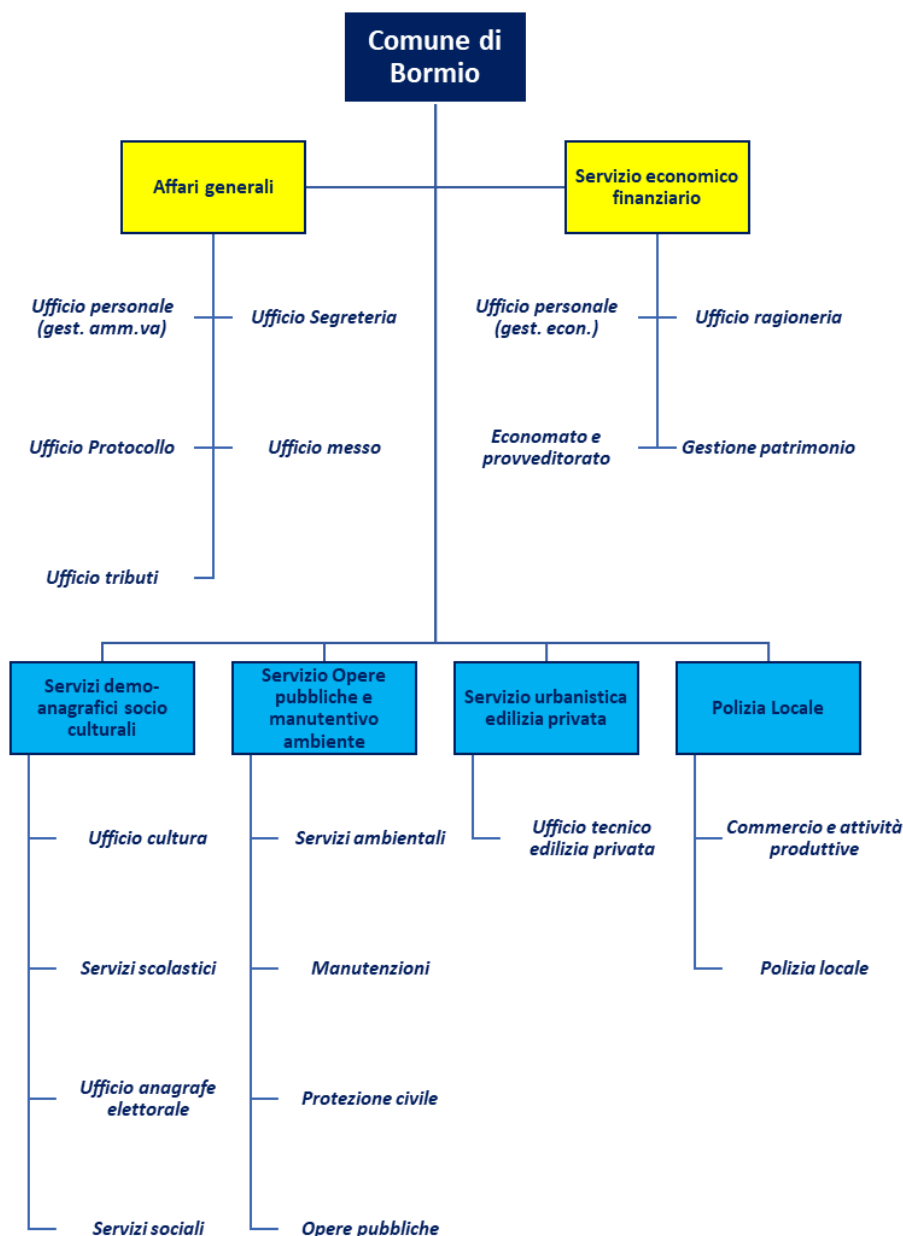 Comune di
Bormio
Affari generali
Servizio economico
finanziario
Ufficio personale
(gest. amm.va)
Ufficio Segreteria
Ufficio personale
(gest. econ.)
Ufficio ragioneria
Ufficio Protocollo
Ufficio messo
Economato e
provveditorato
Gestione patrimonio
Ufficio tributi
Servizi demo-
anagrafici socio
culturali
Servizio Opere
pubbliche e
manutentivo
ambiente
Servizio urbanistica
edilizia privata
Polizia Locale
Ufficio cultura
Servizi ambientali
Ufficio tecnico
edilizia privata
Commercio e attività
produttive
Servizi scolastici
Manutenzioni
Polizia locale
Ufficio anagrafe
elettorale
Protezione civile
Servizi sociali
Opere pubbliche